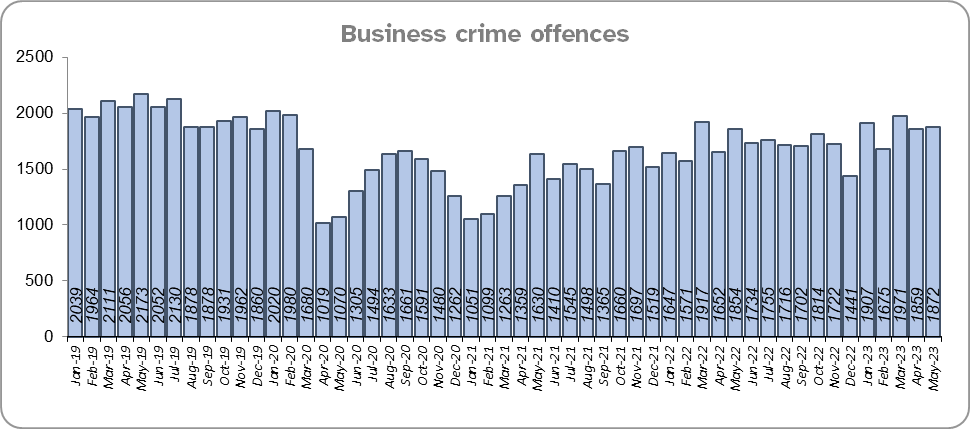 Business crime offences
2500
2000
1500
1000
500
0
2039 1964 2111 2056 2173 2052 2130 1878 1878 1931 1962 1860 2020 1980 1680 1019 1070 1305 1494 1633 1661 1591 1480 1262 1051 1099 1263 1359 1630 1410 1545 1498 1365 1660 1697 1519 1647 1571 1917 1652 1854 1734 1755 1716 1702 1814 1722 1441 1907 1675 1971 1859 1872
Jan-19 Feb-19 Mar-19 Apr-19 May-19 Jun-19 Jul-19 Aug-19 Sep-19 Oct-19 Nov-19 Dec-19 Jan-20 Feb-20 Mar-20 Apr-20 May-20 Jun-20 Jul-20 Aug-20 Sep-20 Oct-20 Nov-20 Dec-20 Jan-21 Feb-21 Mar-21 Apr-21 May-21 Jun-21 Jul-21 Aug-21 Sep-21 Oct-21 Nov-21 Dec-21 Jan-22 Feb-22 Mar-22 Apr-22 May-22 Jun-22 Jul-22 Aug-22 Sep-22 Oct-22 Nov-22 Dec-22 Jan-23 Feb-23 Mar-23 Apr-23 May-23